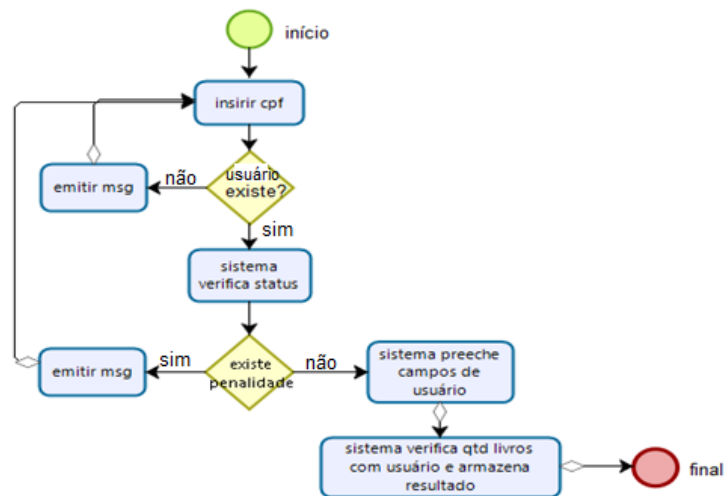 início
insirir cpf
usuário
existe?
não
emitir msg
sim
sistema
verifica status
existe
penalidade
sim
emitir msg
não
sistema preeche
campos de
usuário
sistema verifica qtd livros
com usuário e armazena
resultado
final